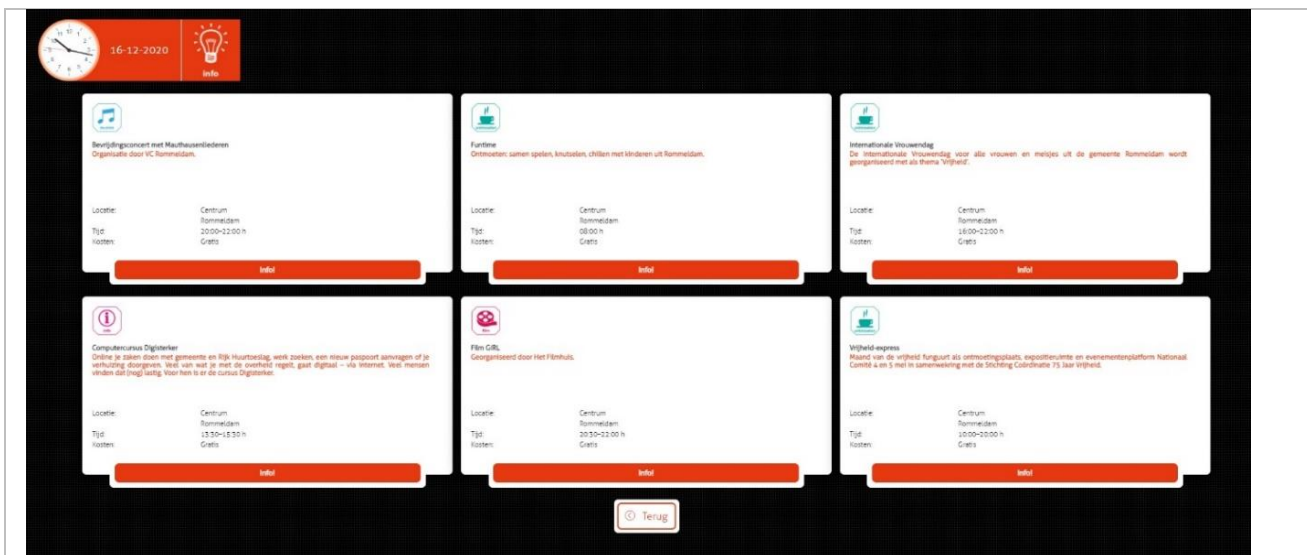 16-12-2020
Info
Bevrijdingsconcert met Mauthausenliederen
Organisatie door VC Rommeldam.
Locatie: Centrum
Rommeldam
Tijd: 20:00-22:00 h
Kosten: Gratis
Info!
Funtime
Ontmoeten: samen spelen, knutselen, chillen met kinderen uit Rommeldam.
Locatie: Centrum
Rommeldam
Tijd: 08:00 h
Kosten: Gratis
Info!
Internationale Vrouwendag
De Internationale Vrouwendag voor alle vrouwen en meisjes uit de gemeente Rommeldam wordt
georganiseerd met als thema 'Vrijheid'.
Locatie: Centrum
Rommeldam
Tijd: 16:00-22:00 h
Kosten: Gratis
Info!
Computercursus Digisterker
Online je zaken doen met gemeente en Rijk Huurtoeslag, werk zoeken, een nieuw paspoort aanvragen of je
verhuizing doorgeven. Veel van wat je met de overheid regelt, gaat digitaal – via internet. Veel mensen
vinden dat (nog) lastig. Voor hen is er de cursus Digisterker.
Locatie: Centrum
Rommeldam
Tijd: 13:30-15:30 h
Kosten: Gratis
Info!
Film GIRL
Georganiseerd door Het Filmhuis.
Locatie: Centrum
Rommeldam
Tijd: 20:30-22:00 h
Kosten: Gratis
Info!
Vrijheid-express
Maand van de vrijheid funguurt als ontmoetingsplaats, expositieruimte en evenementenplatform Nationaal
Comité 4 en 5 mei in samenwekring met de Stichting Coördinatie 75 Jaar Vrijheid.
Locatie: Centrum
Rommeldam
Tijd: 10:00-20:00 h
Kosten: Gratis
Info!
Terug